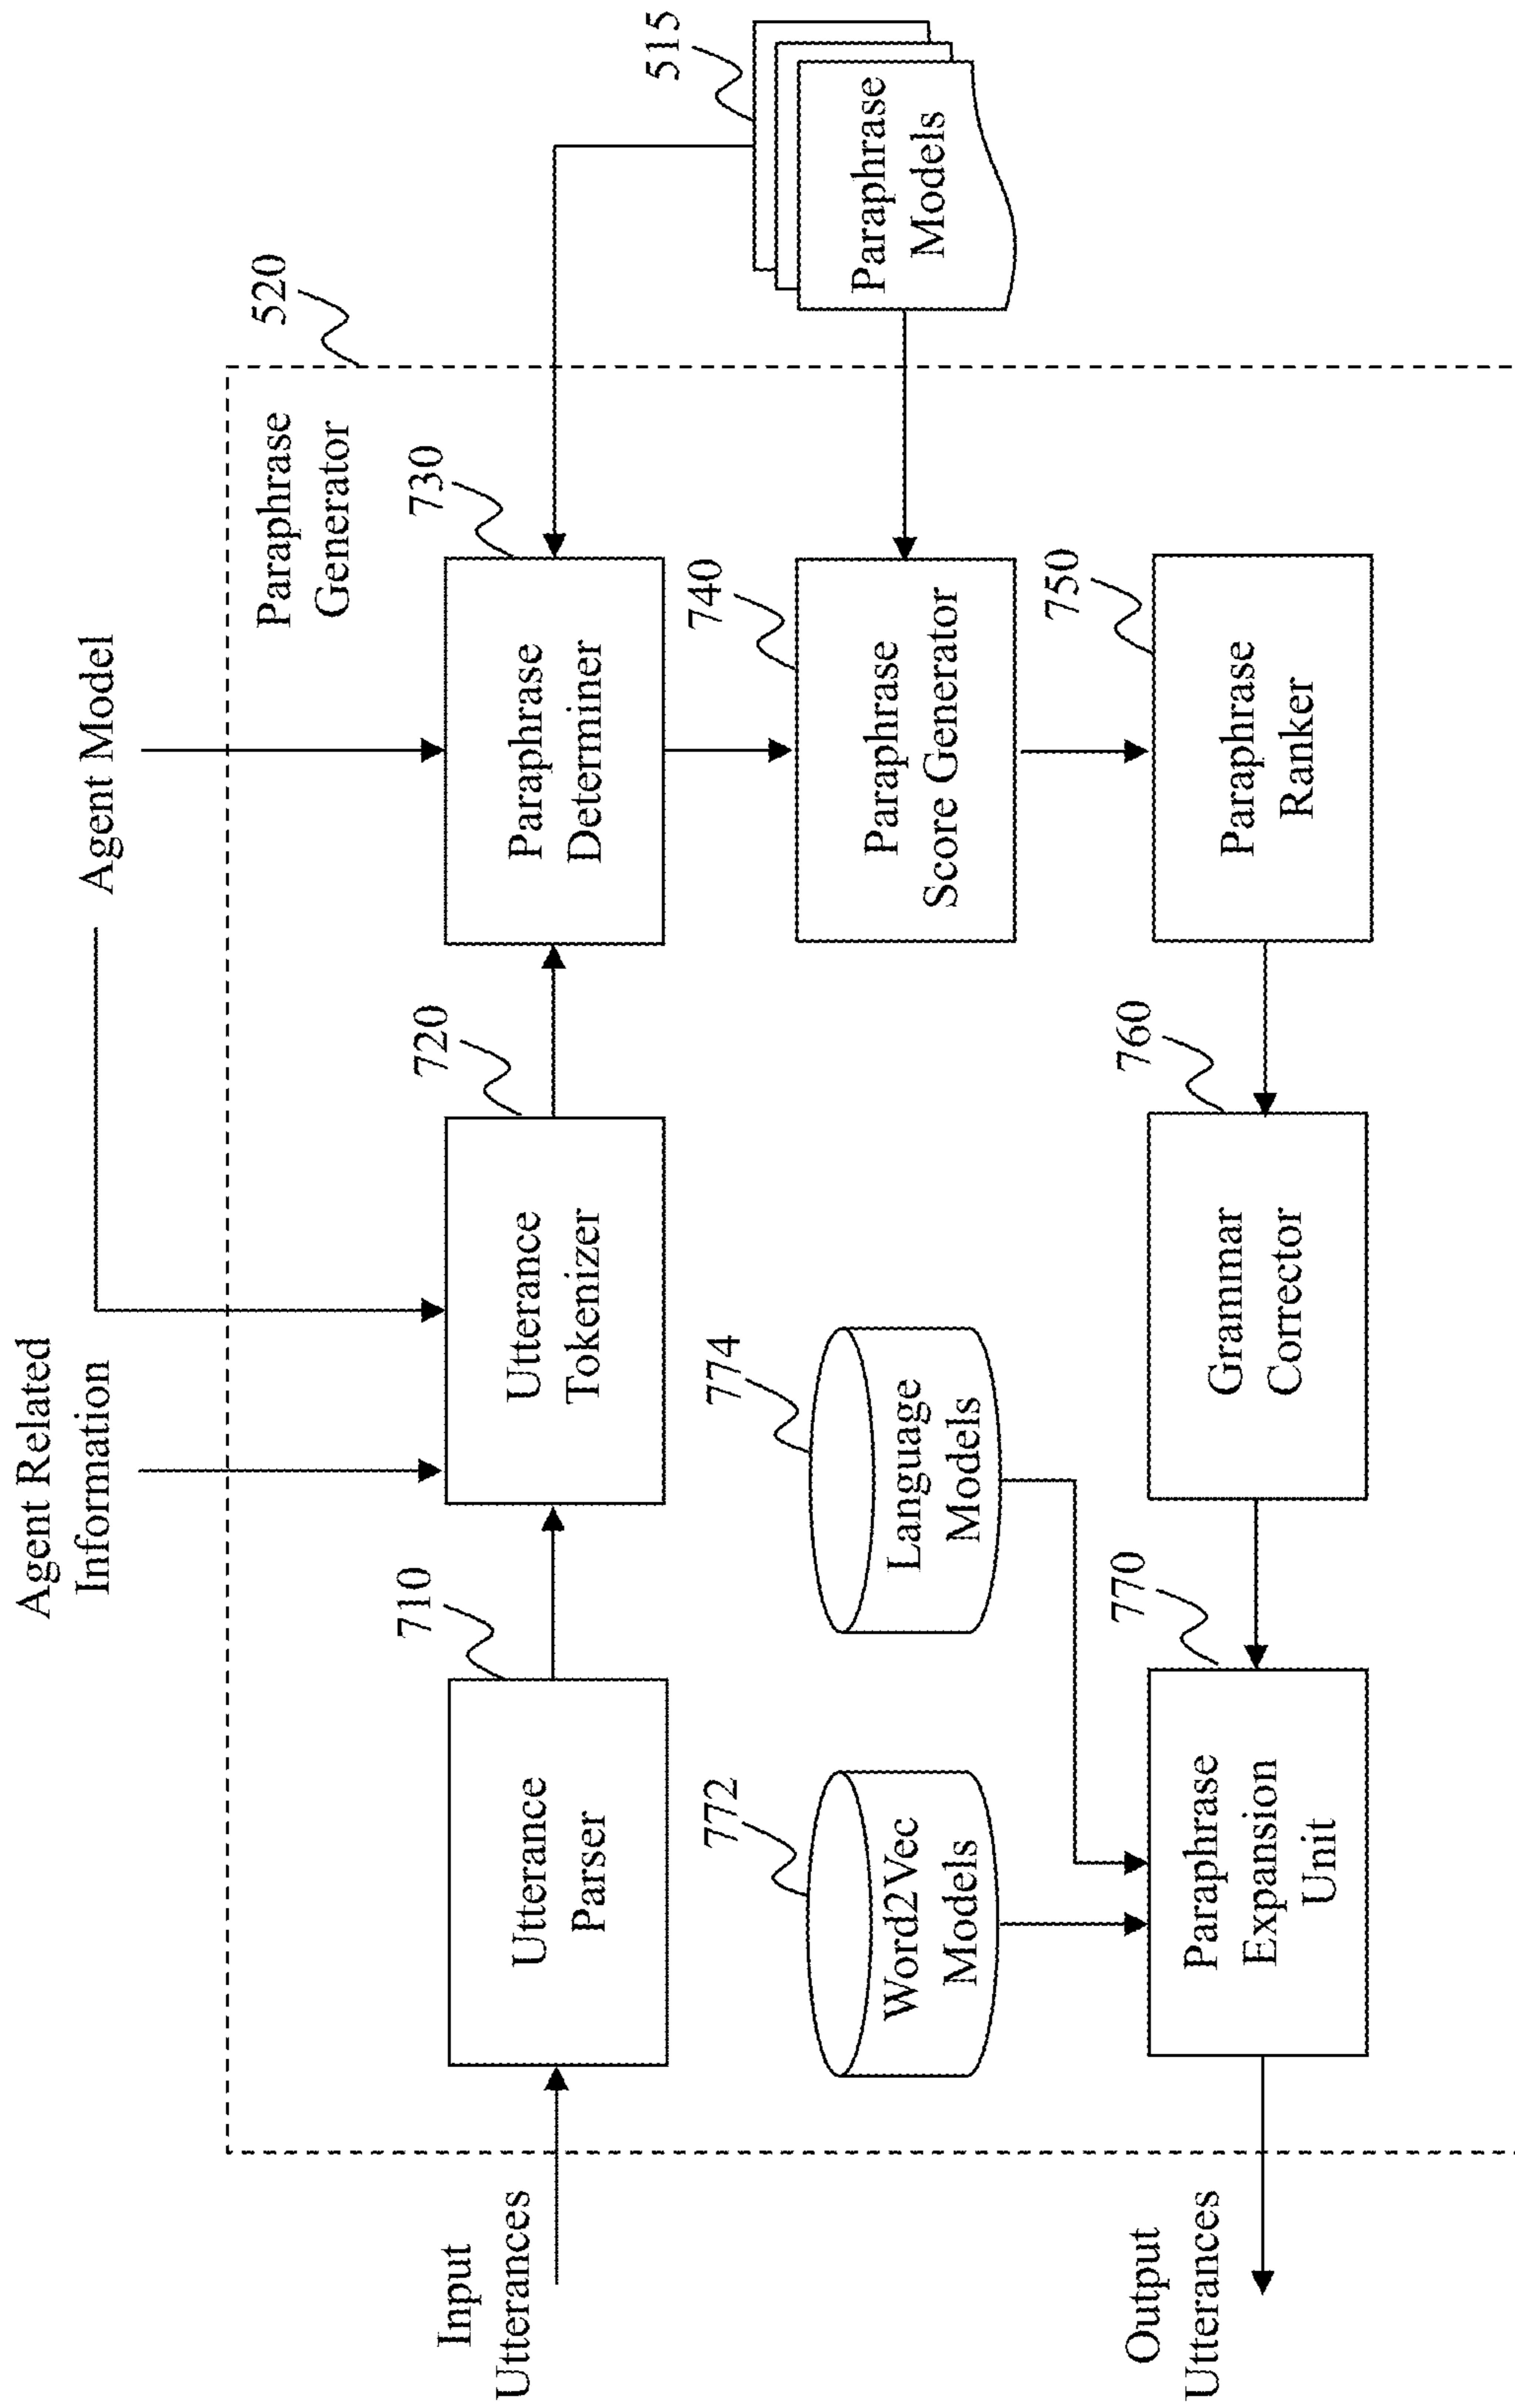 Agent Related
Information
Agent Model
520
Paraphrase
Generator
Input
Utterances
710
Utterance
Parser
720
Utterance
Tokenizer
730
Paraphrase
Determiner
515
Paraphrase
Models
772
Word2Vec
Models
774
Language
Models
740
Paraphrase
Score Generator
Output
Utterances
770
Paraphrase
Expansion
Unit
760
Grammar
Corrector
750
Paraphrase
Ranker